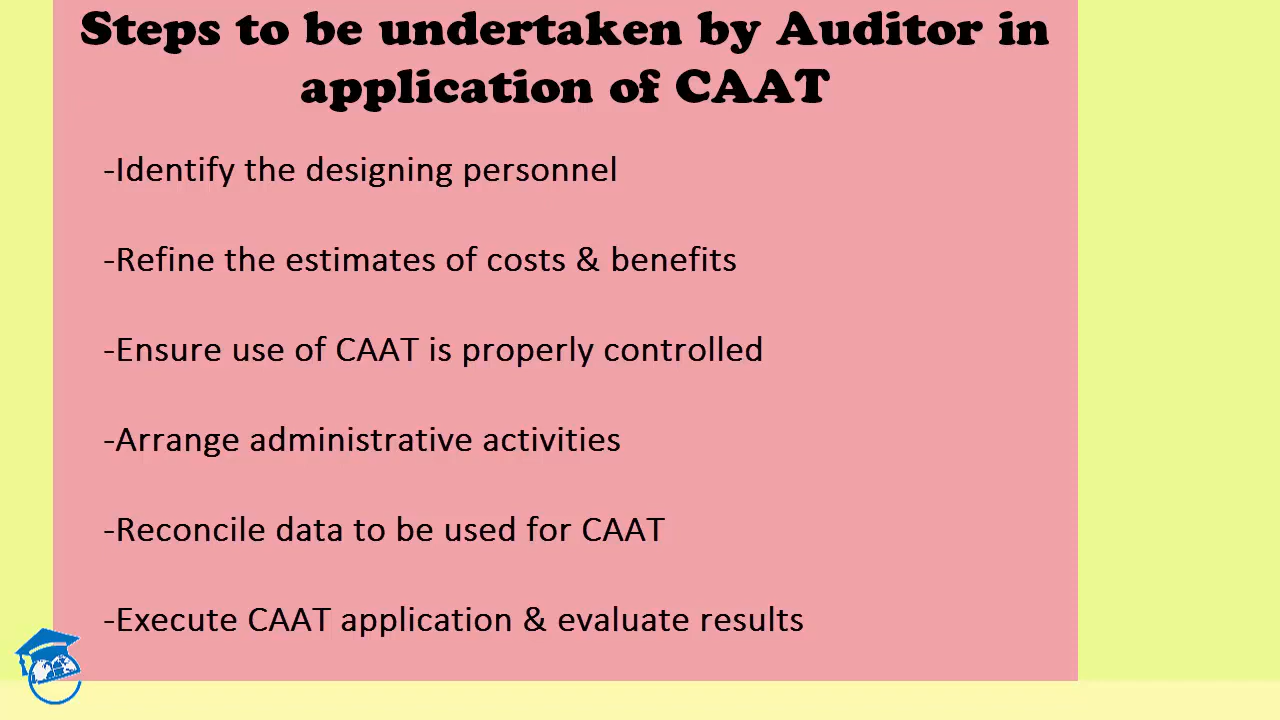 Steps to be undertaken by Auditor in
application of CAAT
-Identify the designing personnel
-Refine the estimates of costs & benefits
-Ensure use of CAAT is properly controlled
-Arrange administrative activities
-Reconcile data to be used for CAAT
-Execute CAAT application & evaluate results